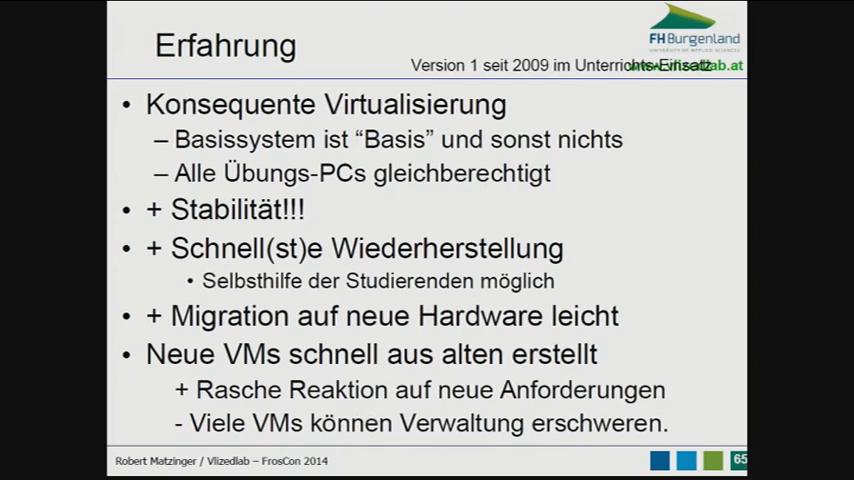 Erfahrung
FH Burgenland
UNIVERSITY OF APPLIED SCIENCES
Version 1 seit 2009 im Unterrichts-Einsatz
www.vlizedlab.at
• Konsequente Virtualisierung
– Basissystem ist “Basis” und sonst nichts
– Alle Übungs-PCs gleichberechtigt
• + Stabilität!!!
• + Schnell(st)e Wiederherstellung
• Selbsthilfe der Studierenden möglich
• + Migration auf neue Hardware leicht
• Neue VMs schnell aus alten erstellt
+ Rasche Reaktion auf neue Anforderungen
- Viele VMs können Verwaltung erschweren.
Robert Matzinger / Vlizedlab – FrosCon 2014
65